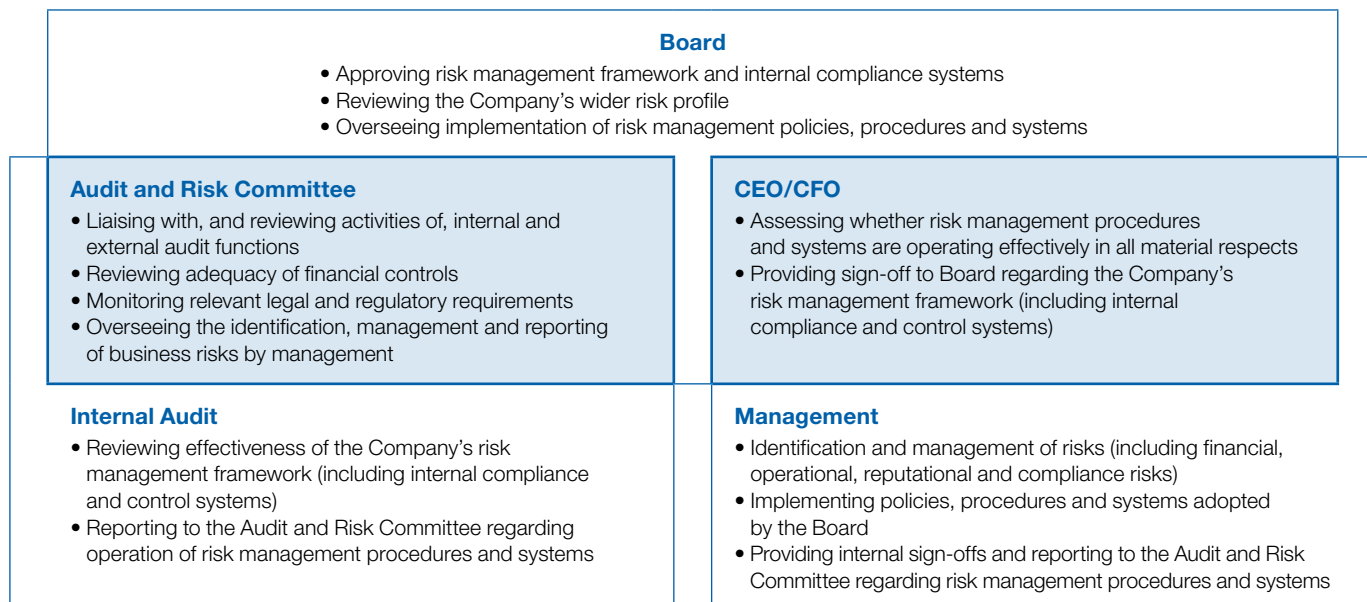 Board
• Approving risk management framework and internal compliance systems
• Reviewing the Company’s wider risk profile
• Overseeing implementation of risk management policies, procedures and systems
Audit and Risk Committee
• Liaising with, and reviewing activities of, internal and
external audit functions
• Reviewing adequacy of financial controls
• Monitoring relevant legal and regulatory requirements
• Overseeing the identification, management and reporting
of business risks by management
CEO/CFO
• Assessing whether risk management procedures
and systems are operating effectively in all material respects
• Providing sign-off to Board regarding the Company’s
risk management framework (including internal
compliance and control systems)
Internal Audit
• Reviewing effectiveness of the Company’s risk
management framework (including internal compliance
and control systems)
• Reporting to the Audit and Risk Committee regarding
operation of risk management procedures and systems
Management
• Identification and management of risks (including financial,
operational, reputational and compliance risks)
• Implementing policies, procedures and systems adopted
by the Board
• Providing internal sign-offs and reporting to the Audit and Risk
Committee regarding risk management procedures and systems